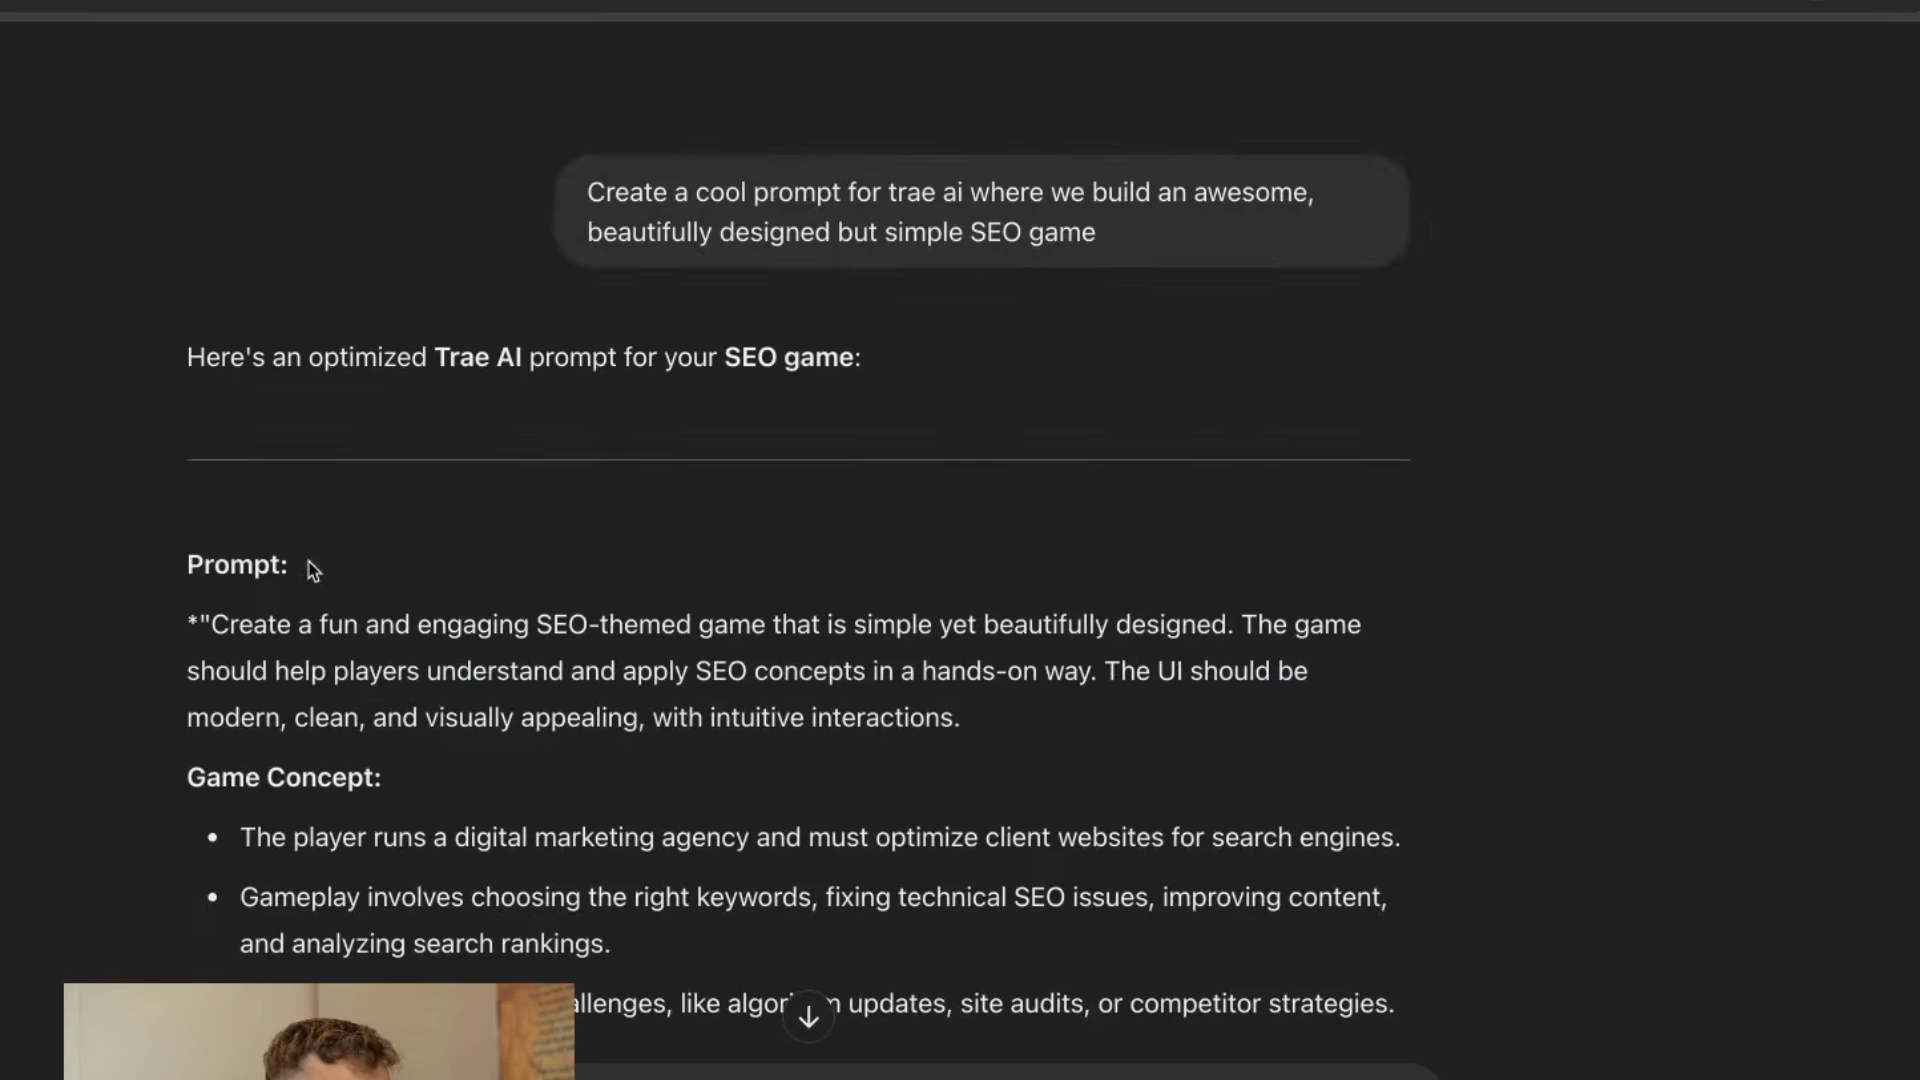 Create a cool prompt for trae ai where we build an awesome,
beautifully designed but simple SEO game
Here's an optimized Trae AI prompt for your SEO game:
Prompt:
*"Create a fun and engaging SEO-themed game that is simple yet beautifully designed. The game
should help players understand and apply SEO concepts in a hands-on way. The UI should be
modern, clean, and visually appealing, with intuitive interactions.
Game Concept:
• The player runs a digital marketing agency and must optimize client websites for search engines.
• Gameplay involves choosing the right keywords, fixing technical SEO issues, improving content,
and analyzing search rankings.
like updates, site audits, or competitor strategies.